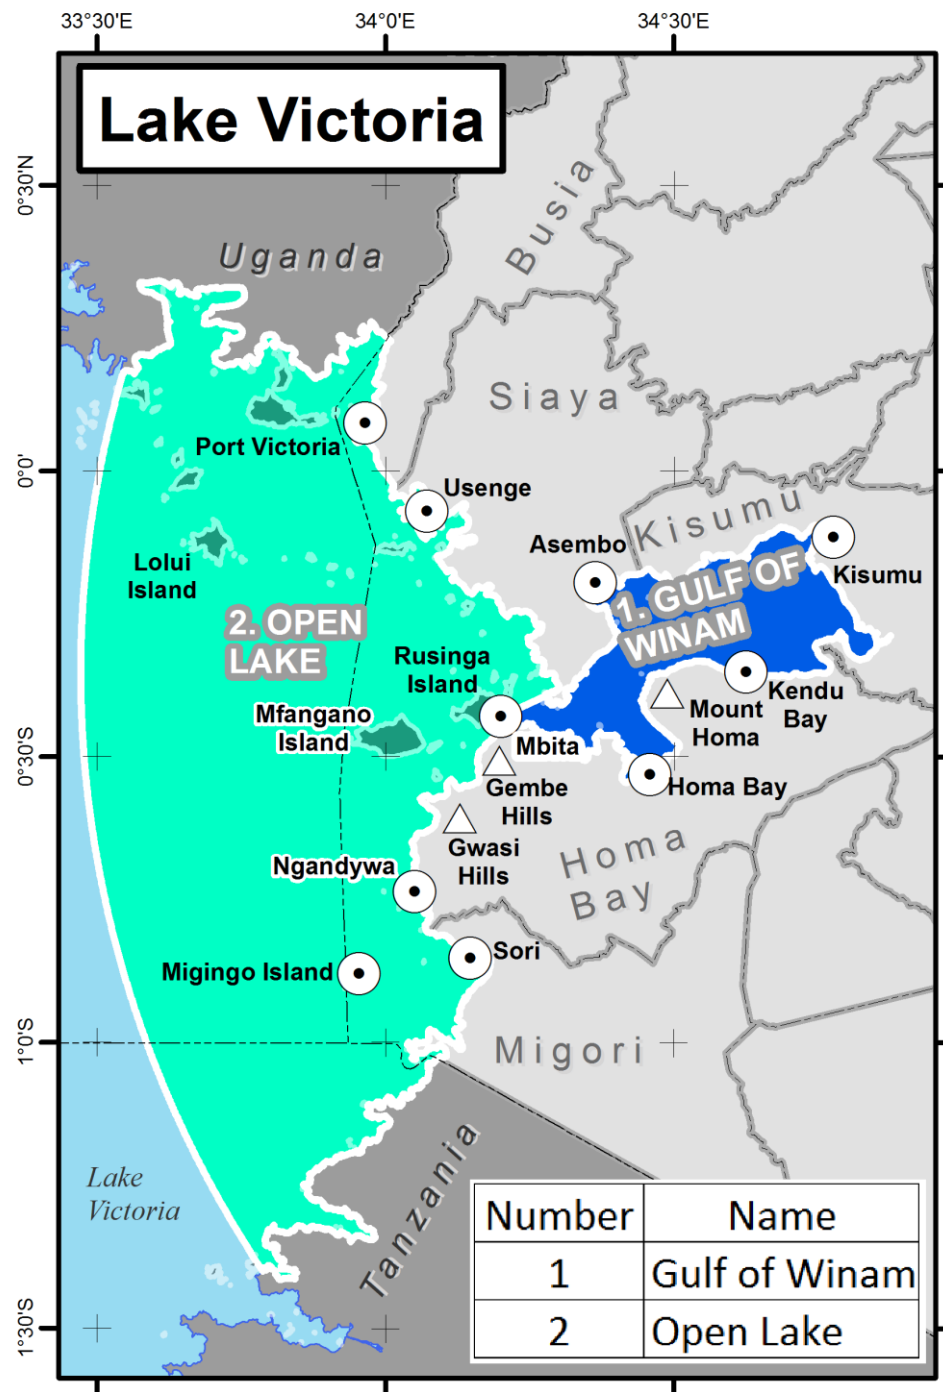 33°30'E 34°0'E 34°30'E
Lake Victoria
0°30'N
Uganda
Busia
Siaya
Port Victoria
0°0'
Usenge
Kisumu
Asembo
Kisumu
Lolui
Island
1. GULF OF
WINAM
2. OPEN
LAKE
Rusinga
Island
Kendu
Bay
Mount
Homa
Mfangano
Island
Mbita
0°30'S
Gembe
Hills
Homa Bay
Gwasi
Hills
Homa
Bay
Ngandywa
Sori
Migingo Island
1°0'S
Migori
Lake
Victoria
Tanzania
Number Name
1 Gulf of Winam
2 Open Lake
1°30'S